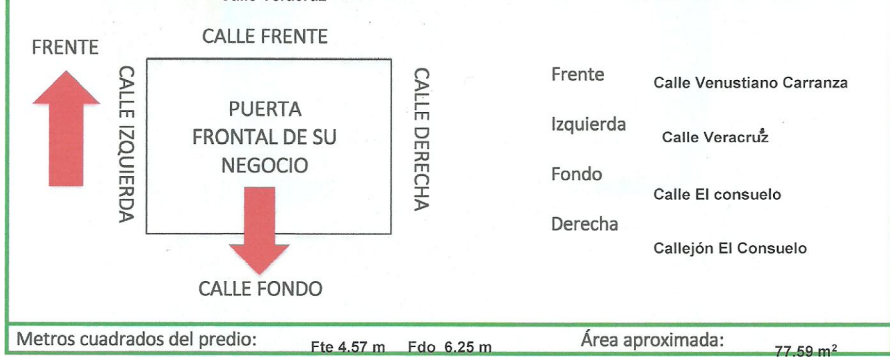 CALLE FRENTE
FRENTE
CALLE IZQUIERDA
PUERTA
FRONTAL DE SU
NEGOCIO
CALLE DERECHA
CALLE FONDO
Frente Calle Venustiano Carranza
Izquierda Calle Veracruz
Fondo Calle El consuelo
Derecha Callejón El Consuelo
Metros cuadrados del predio: Fte 4.57 m Fdo 6.25 m Área aproximada: 77.59 m²